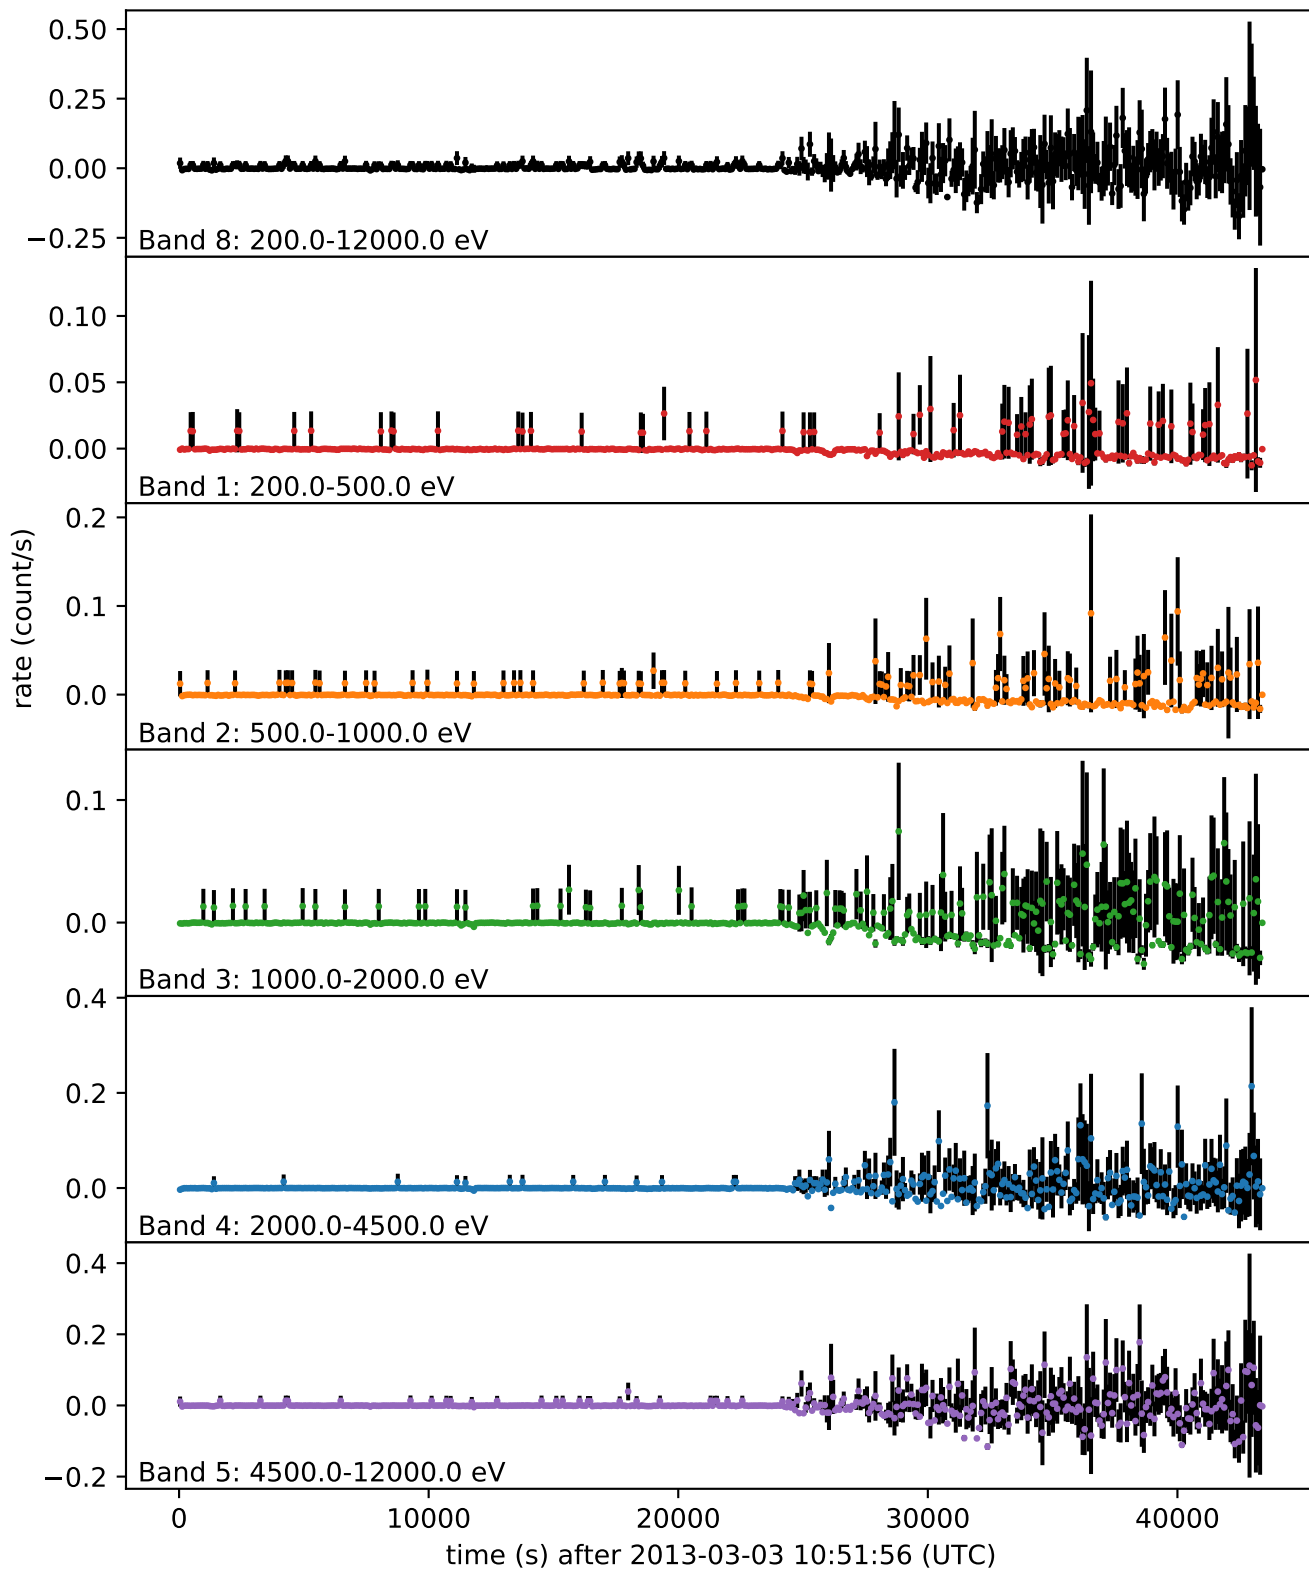 0.50
0.25
0.00
−0.25
Band 8: 200.0-12000.0 eV
0.10
0.05
0.00
Band 1: 200.0-500.0 eV
0.2
0.1
0.0
Band 2: 500.0-1000.0 eV
rate (count/s)
0.1
0.0
Band 3: 1000.0-2000.0 eV
0.4
0.2
0.0
Band 4: 2000.0-4500.0 eV
0.4
0.2
0.0
−0.2
Band 5: 4500.0-12000.0 eV
0 10000 20000 30000 40000
time (s) after 2013-03-03 10:51:56 (UTC)